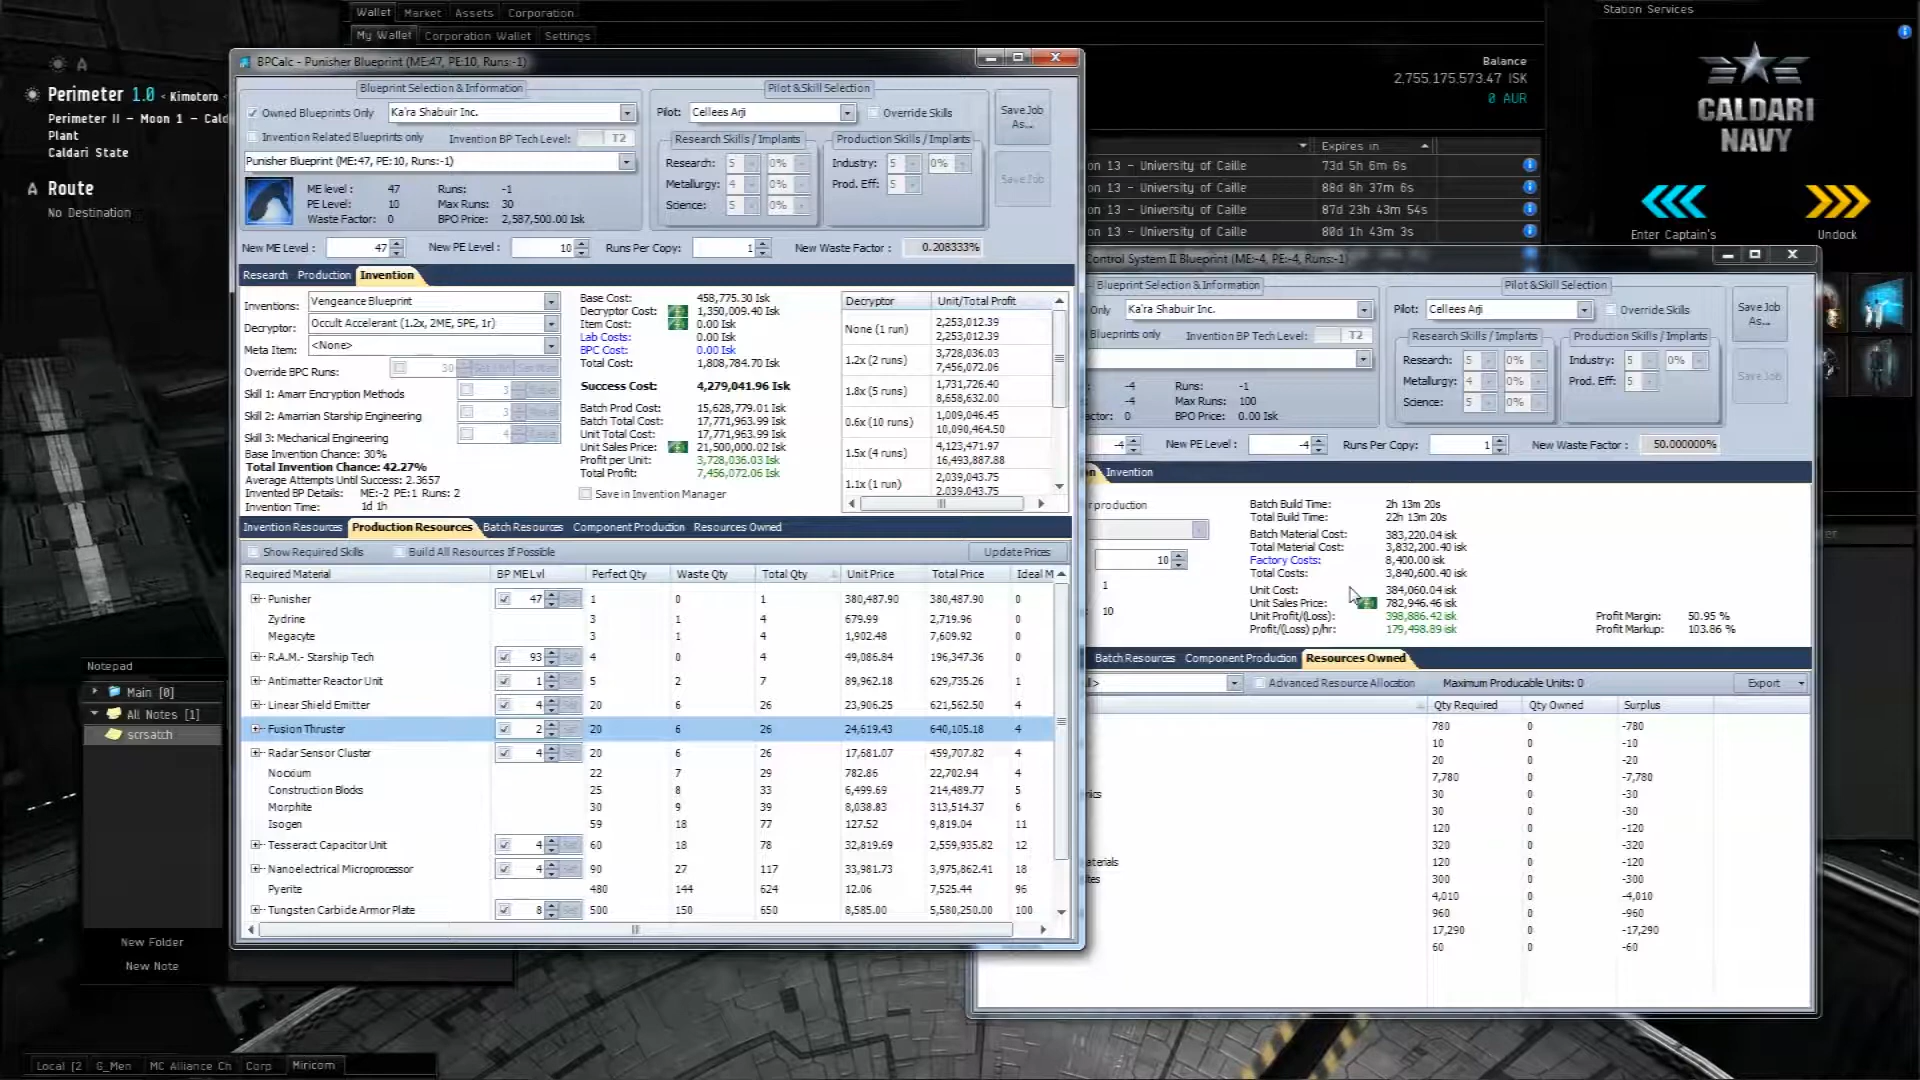 Wallet Market Assets Corporation
My Wallet Corporation Wallet Settings
Station Services
Balance
2,755,175,573.47 ISK
0 AUR
CALDARI
NAVY
Enter Captain's
Undock
A
Perimeter 1.0 < Kimotoro <
Perimeter II - Moon 1 - Cald
Plant
Caldari State
A Route
No Destination
Expires in
on 13 - University of Caille 73d 5h 6m 6s
on 13 - University of Caille 88d 8h 37m 6s
on 13 - University of Caille 87d 23h 43m 54s
on 13 - University of Caille 80d 1h 43m 3s
BPCalc - Punisher Blueprint (ME:47, PE:10, Runs:-1)
Blueprint Selection & Information
Owned Blueprints Only Ka'ra Shabuir Inc.
Invention Related Blueprints only Invention BP Tech Level: T2
Punisher Blueprint (ME:47, PE:10, Runs:-1)
ME level : 47 Runs: -1
PE Level: 10 Max Runs: 30
Waste Factor: 0 BPO Price: 2,587,500.00 Isk
Pilot & Skill Selection
Pilot: Cellees Arji Override Skills
Research Skills / Implants Production Skills / Implants
Research: 5 0% Industry: 5 0%
Metallurgy: 4 0% Prod. Eff: 5
Science: 5 0%
Save Job
As...
Save Job
New ME Level : 47 New PE Level : 10 Runs Per Copy: 1 New Waste Factor : 0.208333%
Research Production Invention
Inventions: Vengeance Blueprint
Decryptor: Occult Accelerant (1.2x, 2ME, 5PE, 1r)
Meta Item: <None>
Override BPC Runs: 30
Skill 1: Amarr Encryption Methods 3
Skill 2: Amarrian Starship Engineering 3
Skill 3: Mechanical Engineering 4
Base Invention Chance: 30%
Total Invention Chance: 42.27%
Average Attempts Until Success: 2.3657
Invented BP Details: ME:-2 PE:1 Runs: 2
Invention Time: 1d 1h
Base Cost: 458,775.30 Isk
Decryptor Cost: 1,350,009.40 Isk
Item Cost: 0.00 Isk
Lab Costs: 0.00 Isk
BPC Cost: 0.00 Isk
Total Cost: 1,808,784.70 Isk
Success Cost: 4,279,041.96 Isk
Batch Prod Cost: 15,628,779.01 Isk
Batch Total Cost: 17,771,963.99 Isk
Unit Total Cost: 17,771,963.99 Isk
Unit Sales Price: 21,500,000.02 Isk
Profit per Unit: 3,728,036.03 Isk
Total Profit: 7,456,072.06 Isk
Save in Invention Manager
Decryptor Unit/Total Profit
None (1 run) 2,253,012.39
2,253,012.39
1.2x (2 runs) 3,728,036.03
7,456,072.06
1.8x (5 runs) 1,731,726.40
8,658,632.00
0.6x (10 runs) 1,009,046.45
10,090,464.50
1.5x (4 runs) 4,123,471.97
16,493,887.88
1.1x (1 run) 2,039,043.75
2,039,043.75
Invention Resources Production Resources Batch Resources Component Production Resources Owned
Show Required Skills Build All Resources If Possible Update Prices
Required Material BP ME Lvl Perfect Qty Waste Qty Total Qty Unit Price Total Price Ideal M
Punisher 47 1 0 1 380,487.90 380,487.90 0
Zydrine 3 1 4 679.99 2,719.96 0
Megacyte 3 1 4 1,902.48 7,609.92 0
R.A.M.- Starship Tech 93 4 0 4 49,086.84 196,347.36 0
Antimatter Reactor Unit 1 5 2 7 89,962.18 629,735.26 1
Linear Shield Emitter 4 20 6 26 23,906.25 621,562.50 4
Fusion Thruster 2 20 6 26 24,619.43 640,105.18 4
Radar Sensor Cluster 4 20 6 26 17,681.07 459,707.82 4
Nocxium 22 7 29 782.86 22,702.94 4
Construction Blocks 25 8 33 6,499.69 214,489.77 5
Morphite 30 9 39 8,038.83 313,514.37 6
Isogen 59 18 77 127.52 9,819.04 11
Tesseract Capacitor Unit 4 60 18 78 32,819.69 2,559,935.82 12
Nanoelectrical Microprocessor 4 90 27 117 33,981.73 3,975,862.41 18
Pyerite 480 144 624 12.06 7,525.44 96
Tungsten Carbide Armor Plate 8 500 150 650 8,585.00 5,580,250.00 100
Control System II Blueprint (ME:-4, PE:-4, Runs:-1)
Blueprint Selection & Information
Only Ka'ra Shabuir Inc.
Blueprints only Invention BP Tech Level: T2
-4 Runs: -1
-4 Max Runs: 100
actor: 0 BPO Price: 0.00 Isk
Pilot & Skill Selection
Pilot: Cellees Arji Override Skills
Research Skills / Implants Production Skills / Implants
Research: 5 0% Industry: 5 0%
Metallurgy: 4 0% Prod. Eff: 5
Science: 5 0%
Save Job
As...
Save Job
-4 New PE Level : -4 Runs Per Copy: 1 New Waste Factor : 50.000000%
n Invention
r production
10
1
10
Batch Build Time: 2h 13m 20s
Total Build Time: 22h 13m 20s
Batch Material Cost: 383,220.04 isk
Total Material Cost: 3,832,200.40 isk
Factory Costs: 8,400.00 isk
Total Costs: 3,840,600.40 isk
Unit Cost: 384,060.04 isk
Unit Sales Price: 782,946.46 isk
Unit Profit/(Loss): 398,886.42 isk
Profit/(Loss) p/hr: 179,498.89 isk
Profit Margin: 50.95 %
Profit Markup: 103.86 %
Batch Resources Component Production Resources Owned
l> Advanced Resource Allocation Maximum Producable Units: 0 Export
Qty Required Qty Owned Surplus
780 0 -780
10 0 -10
20 0 -20
7,780 0 -7,780
nics 30 0 -30
30 0 -30
120 0 -120
320 0 -320
aterials 120 0 -120
tes 300 0 -300
4,010 0 -4,010
960 0 -960
17,290 0 -17,290
60 0 -60
Notepad
Main [0]
All Notes [1]
scrsatch
New Folder
New Note
Local [2 G_Men MC Alliance Ch Corp Miricom